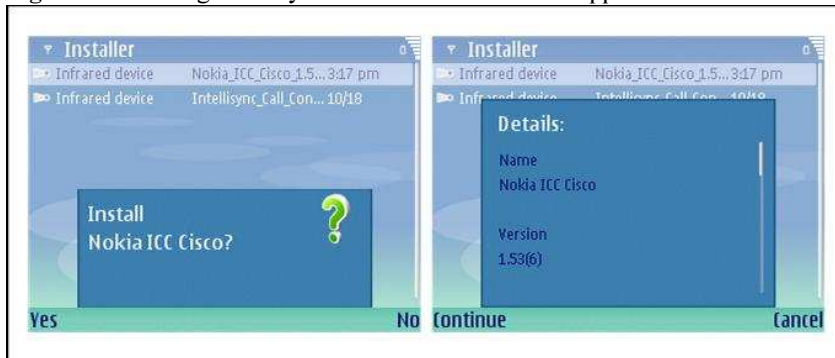 Installer
Infrared device Nokia_ICC_Cisco_1.5... 3:17 pm
Infrared device Intellisync_Call_Con... 10/18
Install
Nokia ICC Cisco?
Yes No
Installer
Infrared device Nokia_ICC_Cisco_1.5... 3:17 pm
Details:
Name
Nokia ICC Cisco
Version
1.53(6)
Continue Cancel